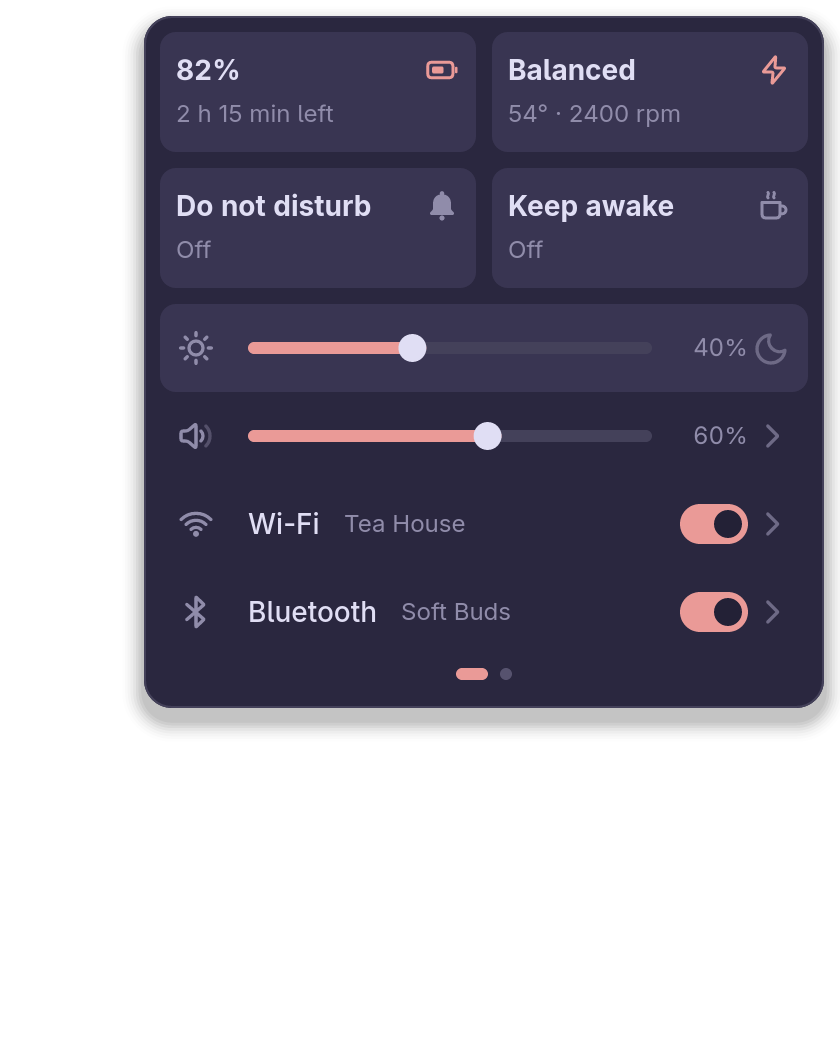 82%
2 h 15 min left
Balanced
54° · 2400 rpm
Do not disturb
Off
Keep awake
Off
40%
60%
Wi-Fi Tea House
Bluetooth Soft Buds